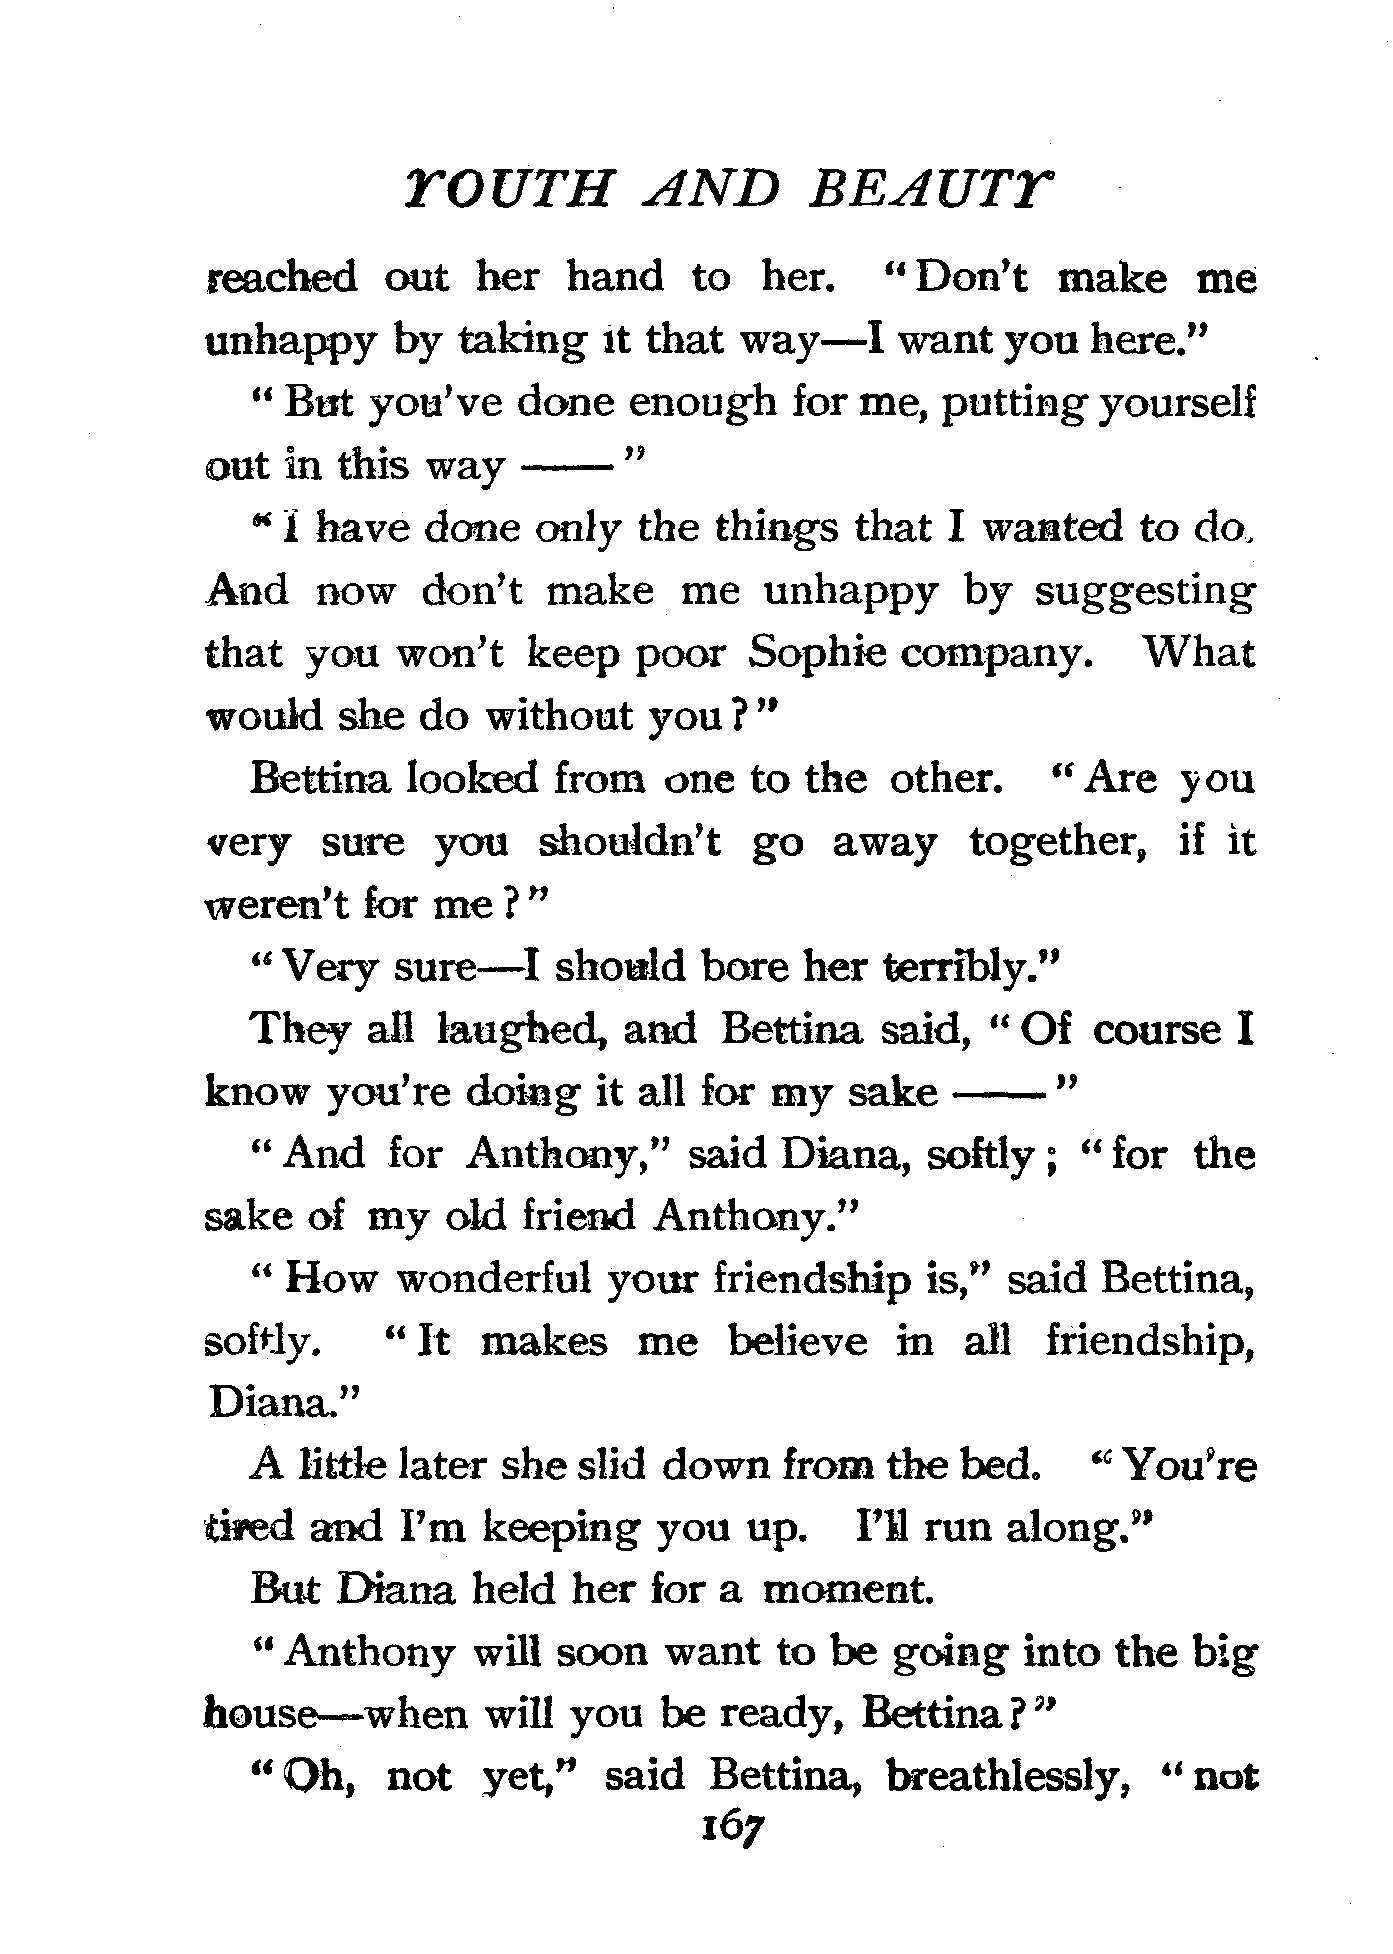 YOUTH AND BEAUTY
reached out her hand to her. "Don't make me
unhappy by taking it that way—I want you here."
"But you've done enough for me, putting yourself
out in this way ——"
"I have done only the things that I wanted to do.
And now don't make me unhappy by suggesting
that you won't keep poor Sophie company. What
would she do without you?"
Bettina looked from one to the other. "Are you
very sure you shouldn't go away together, if it
weren't for me?"
"Very sure—I should bore her terribly."
They all laughed, and Bettina said, "Of course I
know you're doing it all for my sake ——"
"And for Anthony," said Diana, softly; "for the
sake of my old friend Anthony."
"How wonderful your friendship is," said Bettina,
softly. "It makes me believe in all friendship,
Diana."
A little later she slid down from the bed. "You're
tired and I'm keeping you up. I'll run along."
But Diana held her for a moment.
"Anthony will soon want to be going into the big
house—when will you be ready, Bettina?"
"Oh, not yet," said Bettina, breathlessly, "not
167